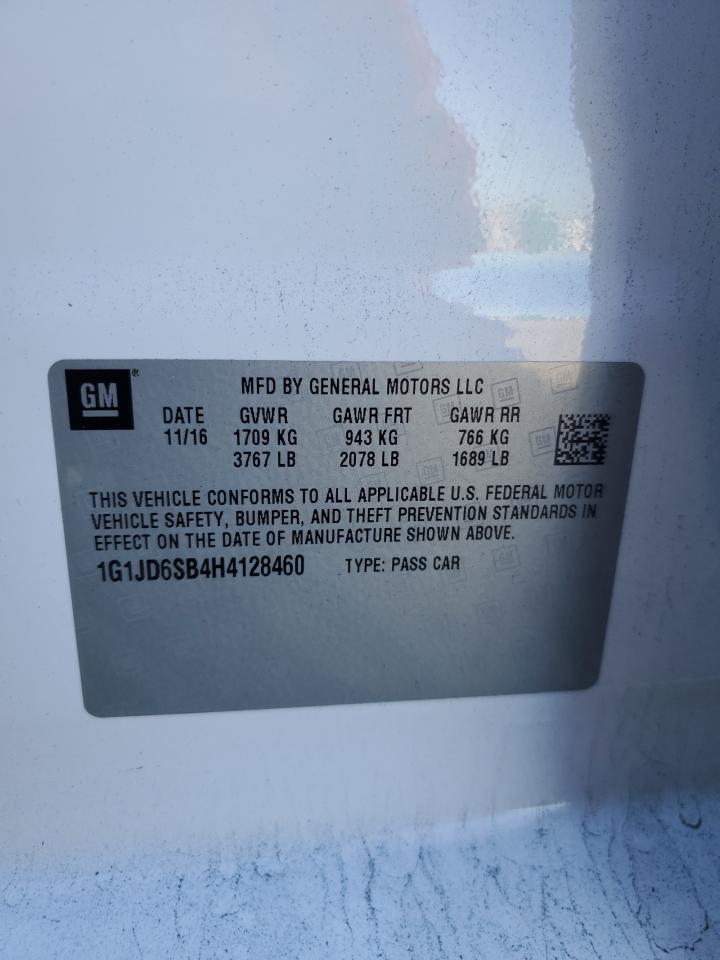 GM ®
MFD BY GENERAL MOTORS LLC
DATE GVWR GAWR FRT GAWR RR
11/16 1709 KG 943 KG 766 KG
3767 LB 2078 LB 1689 LB
THIS VEHICLE CONFORMS TO ALL APPLICABLE U.S. FEDERAL MOTOR
VEHICLE SAFETY, BUMPER, AND THEFT PREVENTION STANDARDS IN
EFFECT ON THE DATE OF MANUFACTURE SHOWN ABOVE.
1G1JD6SB4H4128460 TYPE: PASS CAR